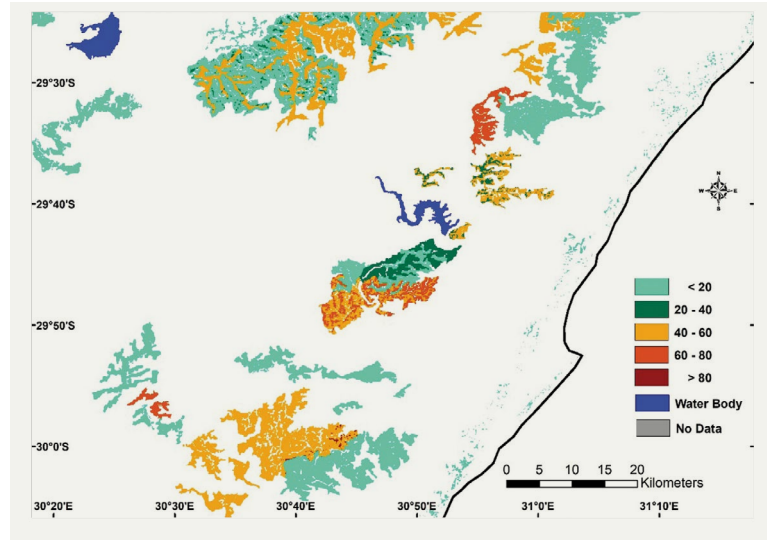 29°30'S
29°40'S
29°50'S
30°0'S
N
W E
S
< 20
20 - 40
40 - 60
60 - 80
> 80
Water Body
No Data
0 5 10 15 20
Kilometers
30°20'E 30°30'E 30°40'E 30°50'E 31°0'E 31°10'E